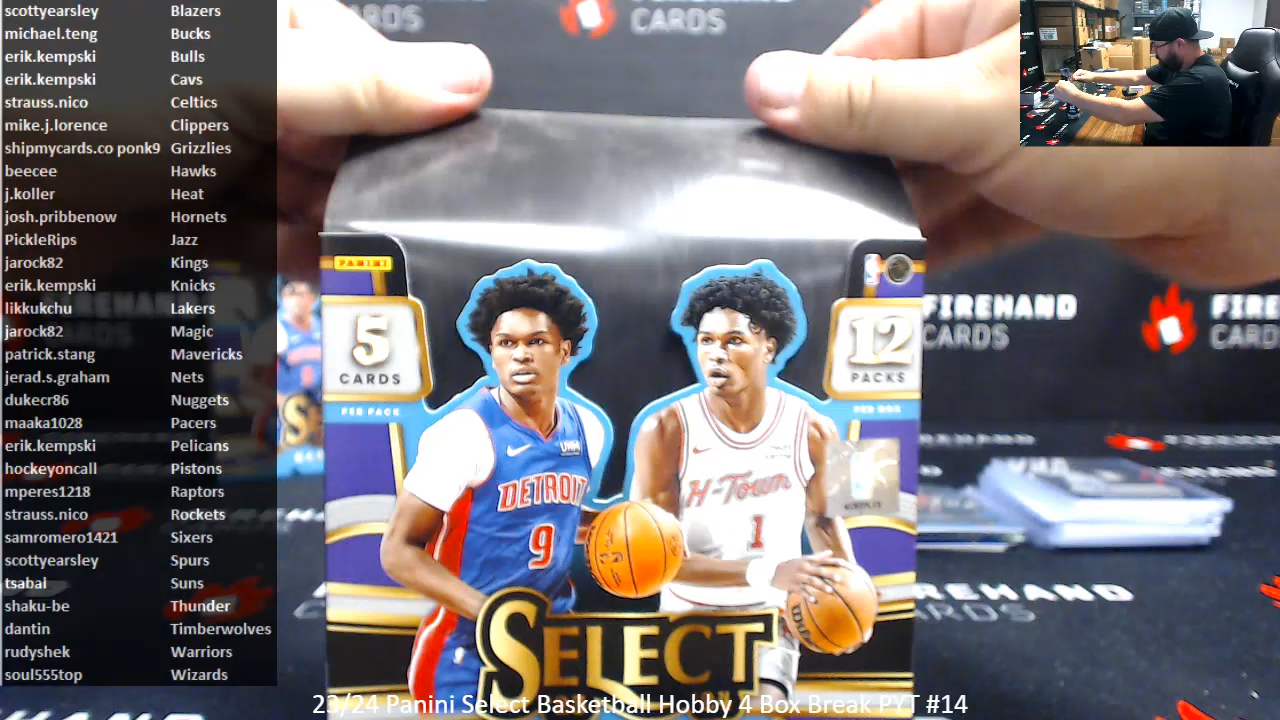 scottyearsley Blazers
michael.teng Bucks
erik.kempski Bulls
erik.kempski Cavs
strauss.nico Celtics
mike.j.lorence Clippers
shipmycards.co ponk9 Grizzlies
beecee Hawks
j.koller Heat
josh.pribbenow Hornets
PickleRips Jazz
jarock82 Kings
erik.kempski Knicks
likkukchu Lakers
jarock82 Magic
patrick.stang Mavericks
jerad.s.graham Nets
dukecr86 Nuggets
maaka1028 Pacers
erik.kempski Pelicans
hockeyoncall Pistons
mperes1218 Raptors
strauss.nico Rockets
samromero1421 Sixers
scottyearsley Spurs
tsabal Suns
shaku-be Thunder
dantin Timberwolves
rudyshek Warriors
soul555top Wizards
CARDS
CARDS
PANINI
5
CARDS
PER PACK
12
PACKS
PER BOX
DETROIT
9
H-TOWN
1
SELECT
FIREHAND
CARDS
FIREHAND
CARDS
23/24 Panini Select Basketball Hobby 4 Box Break PYT #14